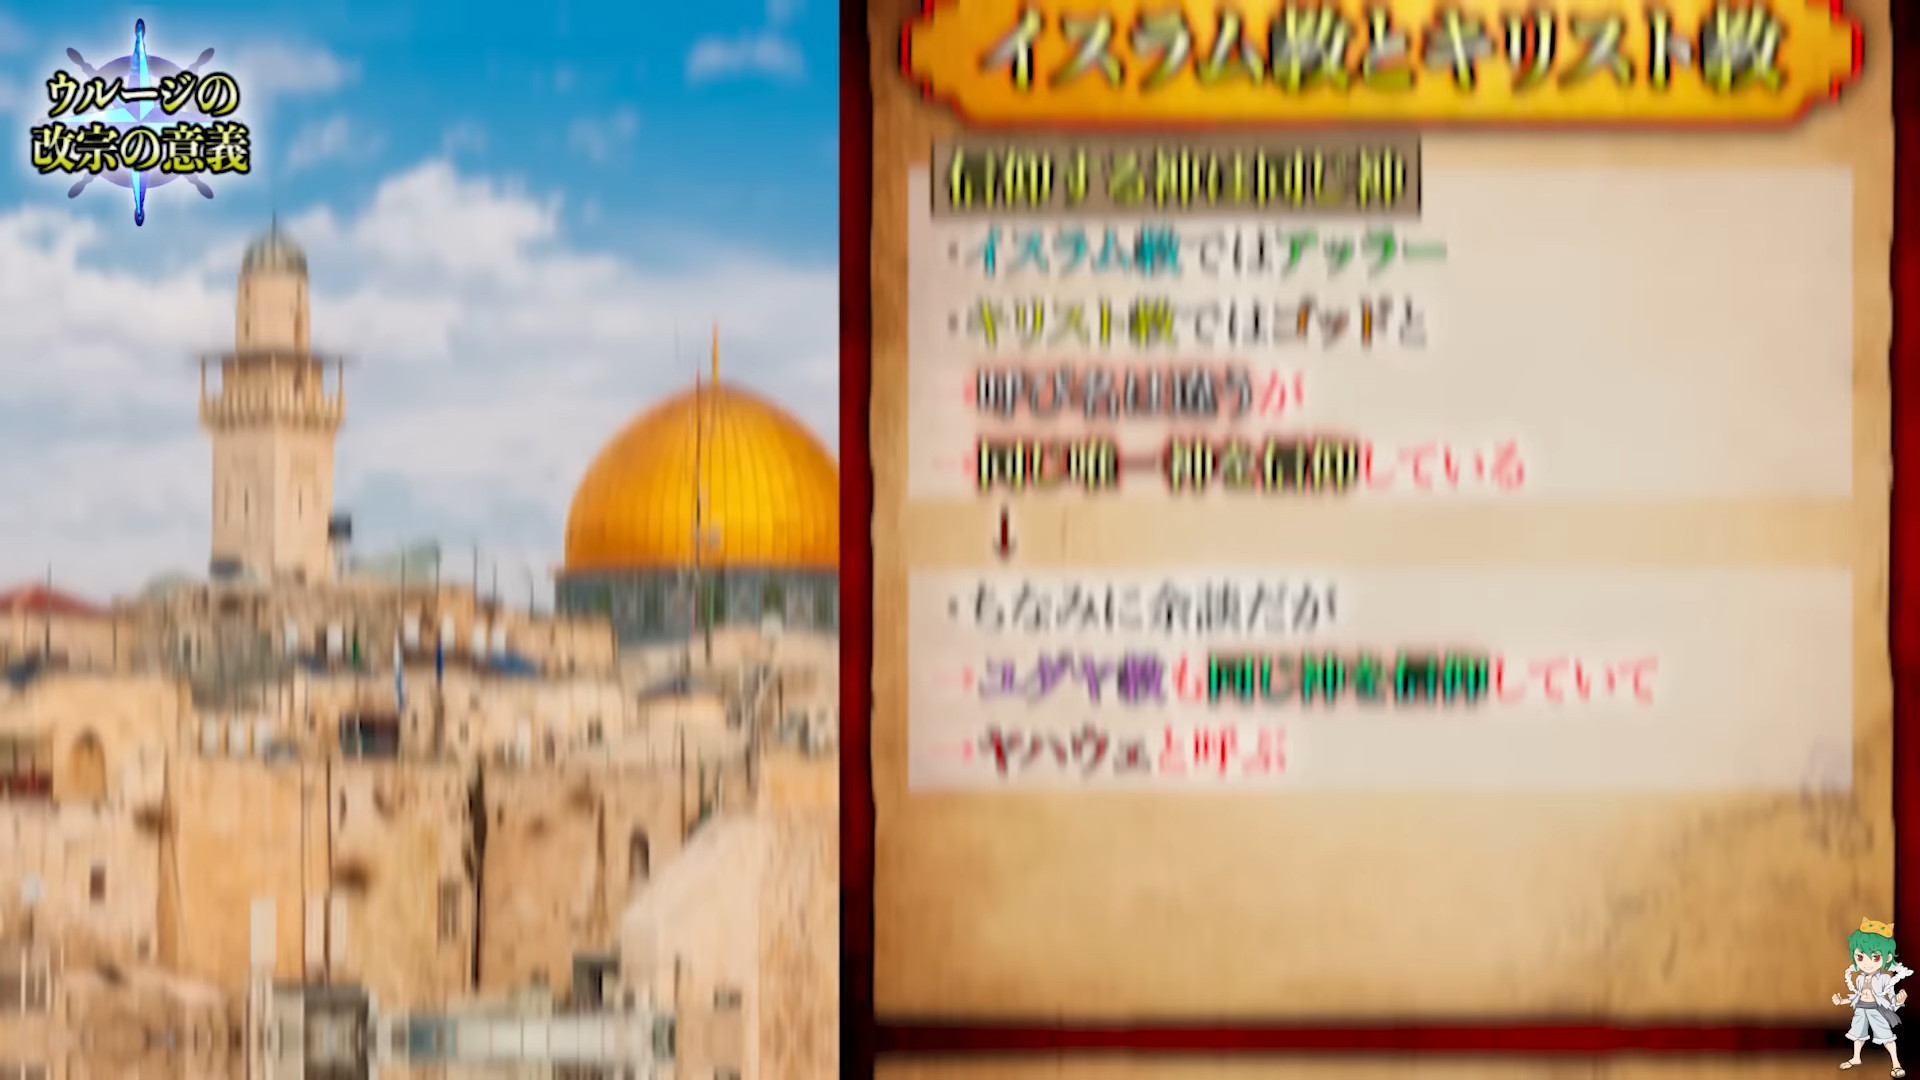 ウルージの
改宗の意義
イスラム教とキリスト教
信仰する神は同じ神
・イスラム教ではアッラー
・キリスト教ではゴッドと
→呼び名は違うが
→同じ唯一神を信仰している
↓
・ちなみに余談だが
→ユダヤ教も同じ神を信仰していて
→ヤハウェと呼ぶ